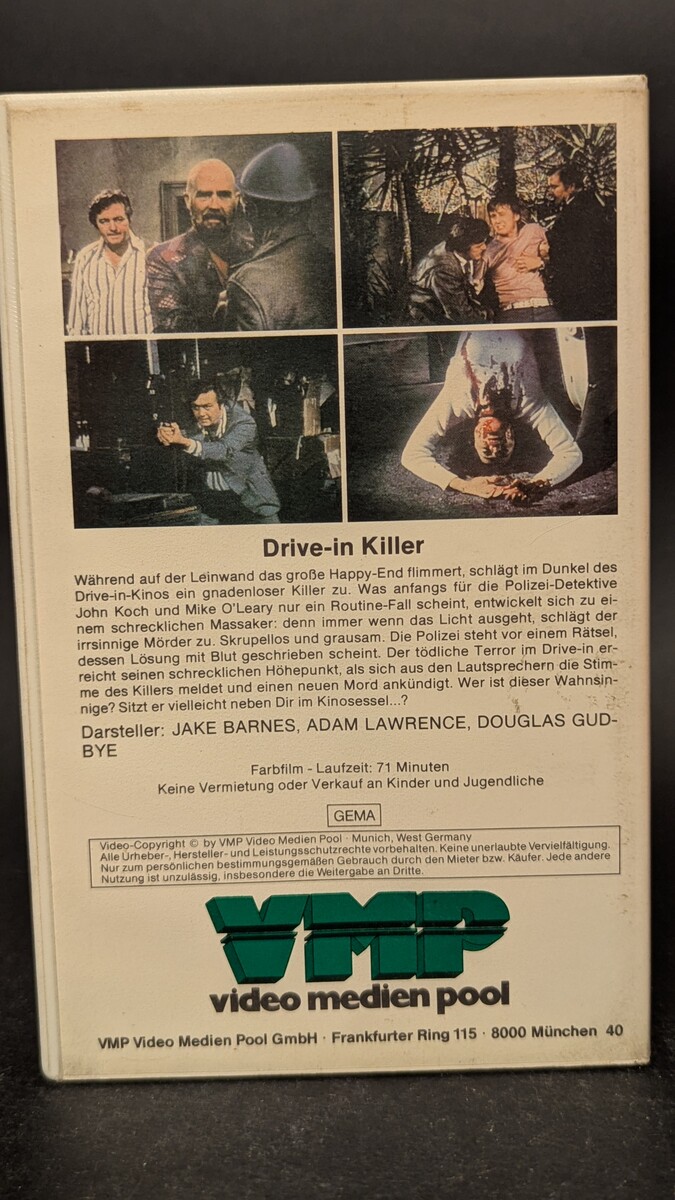 Drive-in Killer
Während auf der Leinwand das große Happy-End flimmert, schlägt im Dunkel des
Drive-in-Kinos ein gnadenloser Killer zu. Was anfangs für die Polizei-Detektive
John Koch und Mike O'Leary nur ein Routine-Fall scheint, entwickelt sich zu ei-
nem schrecklichen Massaker: denn immer wenn das Licht ausgeht, schlägt der
irrsinnige Mörder zu. Skrupellos und grausam. Die Polizei steht vor einem Rätsel,
dessen Lösung mit Blut geschrieben scheint. Der tödliche Terror im Drive-in er-
reicht seinen schrecklichen Höhepunkt, als sich aus den Lautsprechern die Stim-
me des Killers meldet und einen neuen Mord ankündigt. Wer ist dieser Wahnsin-
nige? Sitzt er vielleicht neben Dir im Kinosessel...?
Darsteller: JAKE BARNES, ADAM LAWRENCE, DOUGLAS GUD-
BYE
Farbfilm - Laufzeit: 71 Minuten
Keine Vermietung oder Verkauf an Kinder und Jugendliche
GEMA
Video-Copyright © by VMP Video Medien Pool · Munich, West Germany
Alle Urheber-, Hersteller- und Leistungsschutzrechte vorbehalten. Keine unerlaubte Vervielfältigung.
Nur zum persönlichen bestimmungsgemäßen Gebrauch durch den Mieter bzw. Käufer. Jede andere
Nutzung ist unzulässig, insbesondere die Weitergabe an Dritte.
VMP
video medien pool
VMP Video Medien Pool GmbH · Frankfurter Ring 115 · 8000 München 40